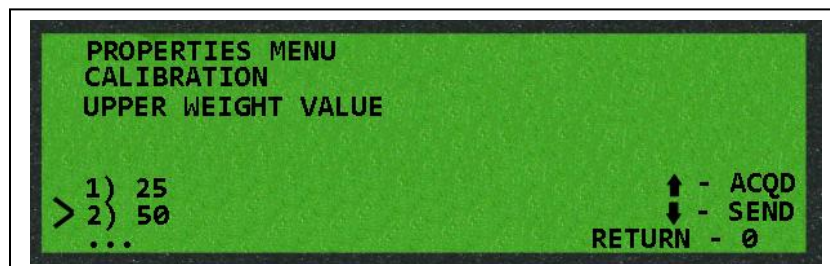 PROPERTIES MENU
CALIBRATION
UPPER WEIGHT VALUE
1) 25 ⬆ - ACQD
> 2) 50 ⬇ - SEND
... RETURN - 0